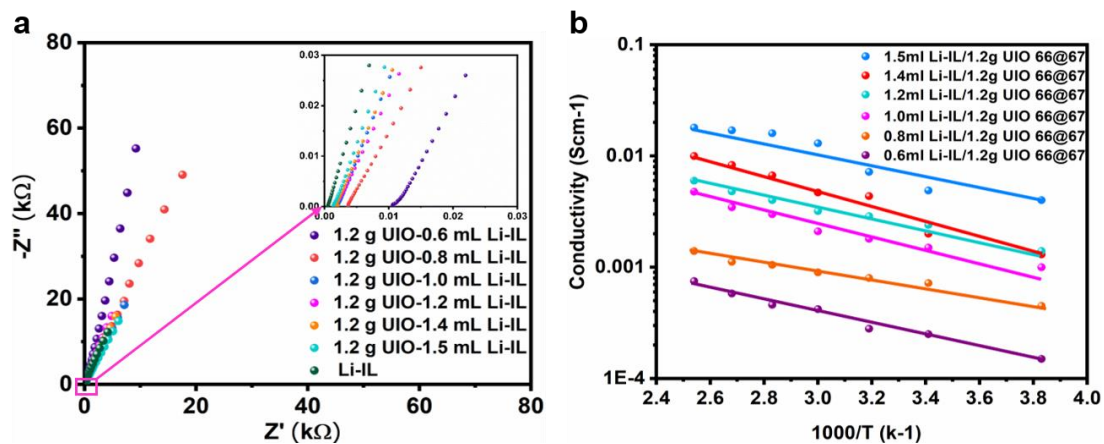 a
-Z" (kΩ)
80
60
40
20
0
0 20 40 60 80
Z' (kΩ)
0.03
0.02
0.01
0.00
0.00 0.01 0.02 0.03
1.2 g UIO-0.6 mL Li-IL
1.2 g UIO-0.8 mL Li-IL
1.2 g UIO-1.0 mL Li-IL
1.2 g UIO-1.2 mL Li-IL
1.2 g UIO-1.4 mL Li-IL
1.2 g UIO-1.5 mL Li-IL
Li-IL
b
Conductivity (Scm-1)
0.1
0.01
0.001
1E-4
2.4 2.6 2.8 3.0 3.2 3.4 3.6 3.8 4.0
1000/T (k-1)
1.5ml Li-IL/1.2g UIO 66@67
1.4ml Li-IL/1.2g UIO 66@67
1.2ml Li-IL/1.2g UIO 66@67
1.0ml Li-IL/1.2g UIO 66@67
0.8ml Li-IL/1.2g UIO 66@67
0.6ml Li-IL/1.2g UIO 66@67